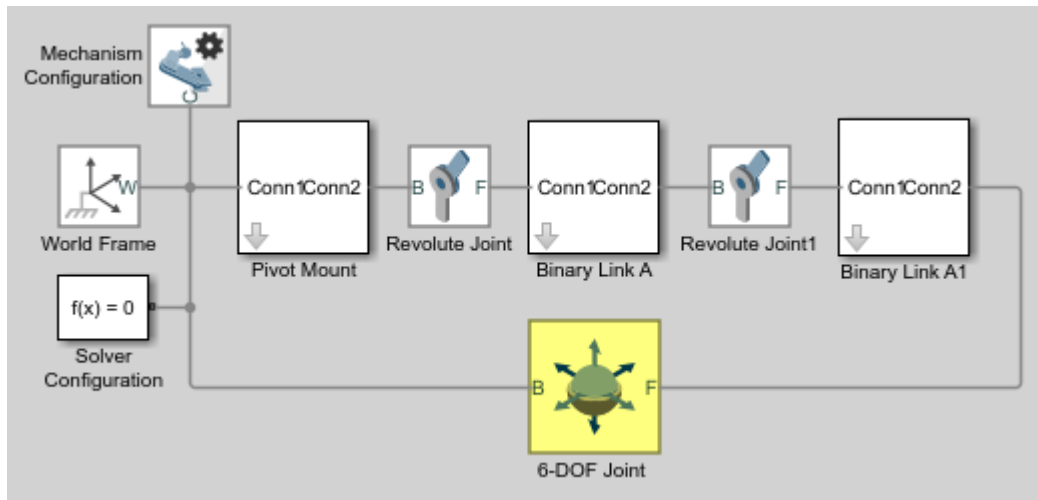 Mechanism
Configuration
C
W
World Frame
Conn1Conn2
Pivot Mount
B F
Revolute Joint
Conn1Conn2
Binary Link A
B F
Revolute Joint1
Conn1Conn2
Binary Link A1
f(x) = 0
Solver
Configuration
B F
6-DOF Joint